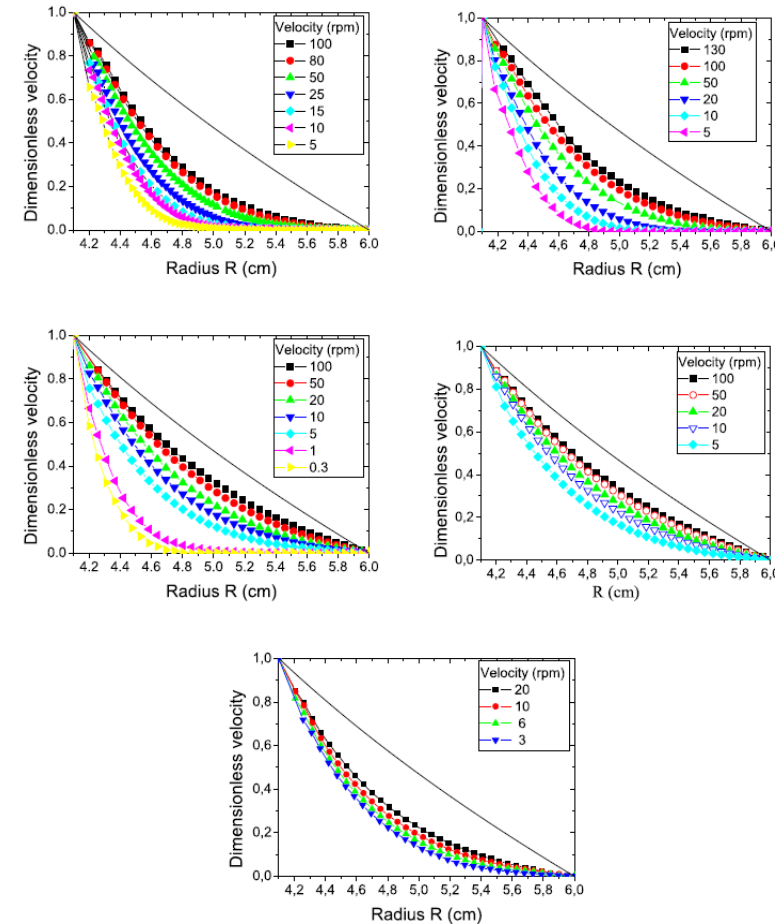 Dimensionless velocity
1.0
0.8
0.6
0.4
0.2
0.0
Velocity (rpm)
100
80
50
25
15
10
5
4,2 4,4 4,6 4,8 5,0 5,2 5,4 5,6 5,8 6,0
Radius R (cm)
Dimensionless velocity
1,0
0,8
0,6
0,4
0,2
0,0
Velocity (rpm)
130
100
50
20
10
5
4,2 4,4 4,6 4,8 5,0 5,2 5,4 5,6 5,8 6,0
Radius R (cm)
Dimensionless velocity
1,0
0,8
0,6
0,4
0,2
0,0
Velocity (rpm)
100
50
20
10
5
1
0.3
4,2 4,4 4,6 4,8 5,0 5,2 5,4 5,6 5,8 6,0
Radius R (cm)
Dimensionless velocity
1,0
0,8
0,6
0,4
0,2
0,0
Velocity (rpm)
100
50
20
10
5
4,2 4,4 4,6 4,8 5,0 5,2 5,4 5,6 5,8 6,0
R (cm)
Dimensionless velocity
1,0
0,8
0,6
0,4
0,2
0,0
Velocity (rpm)
20
10
6
3
4,2 4,4 4,6 4,8 5,0 5,2 5,4 5,6 5,8 6,0
Radius R (cm)